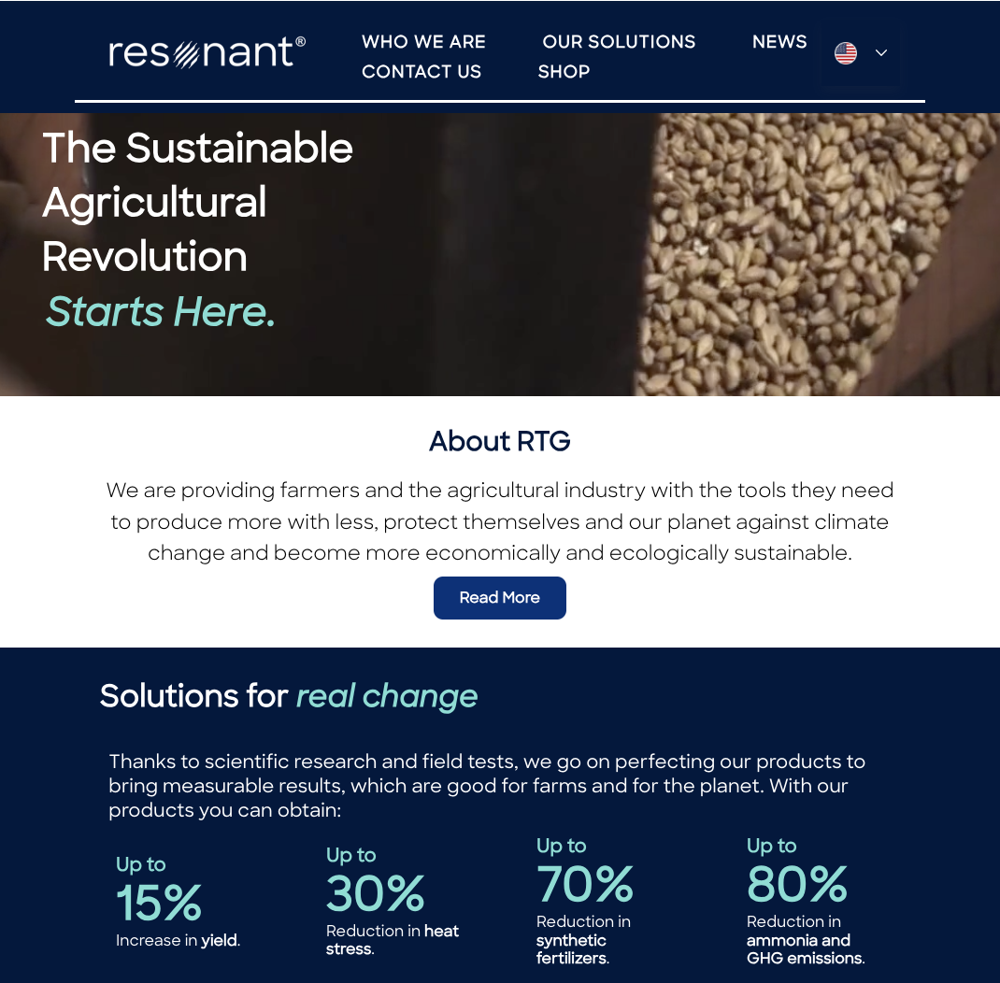 resonant®
WHO WE ARE OUR SOLUTIONS NEWS
CONTACT US SHOP
The Sustainable
Agricultural
Revolution
Starts Here.
About RTG
We are providing farmers and the agricultural industry with the tools they need
to produce more with less, protect themselves and our planet against climate
change and become more economically and ecologically sustainable.
Read More
Solutions for real change
Thanks to scientific research and field tests, we go on perfecting our products to
bring measurable results, which are good for farms and for the planet. With our
products you can obtain:
Up to
15%
Increase in yield.
Up to
30%
Reduction in heat
stress.
Up to
70%
Reduction in
synthetic
fertilizers.
Up to
80%
Reduction in
ammonia and
GHG emissions.